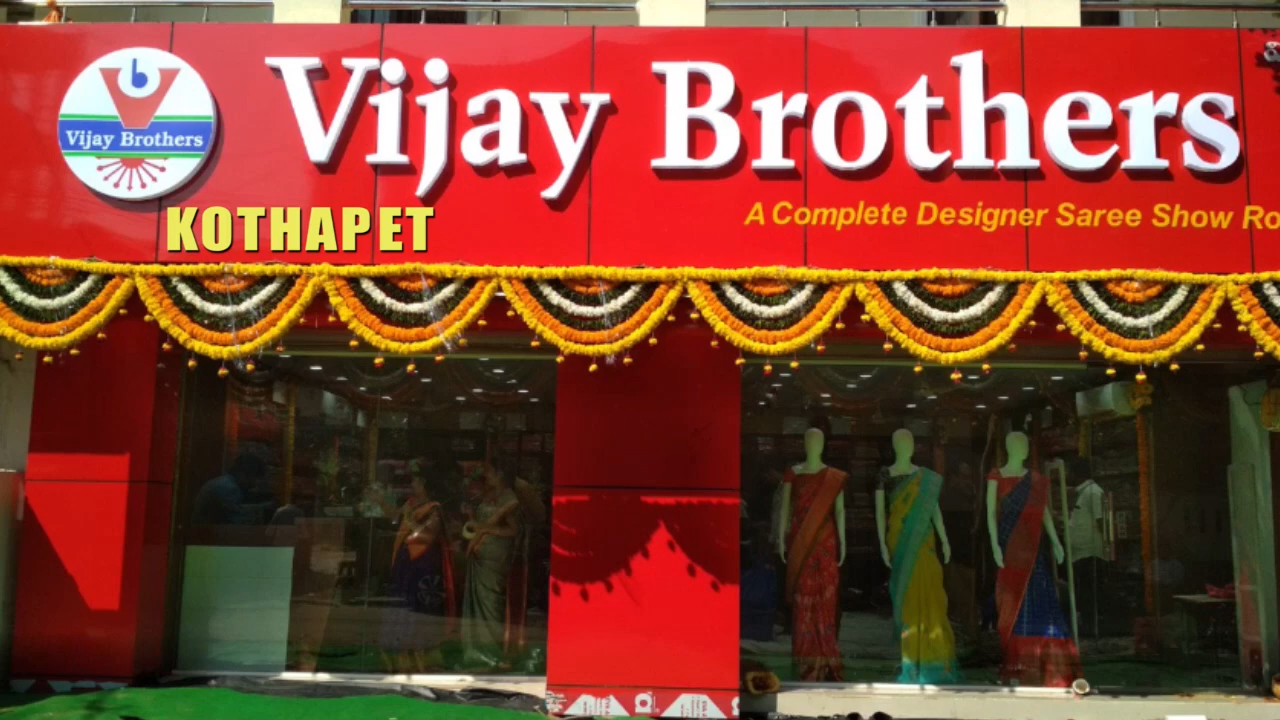 b
Vijay Brothers
Vijay Brothers
KOTHAPET
A Complete Designer Saree Show Ro